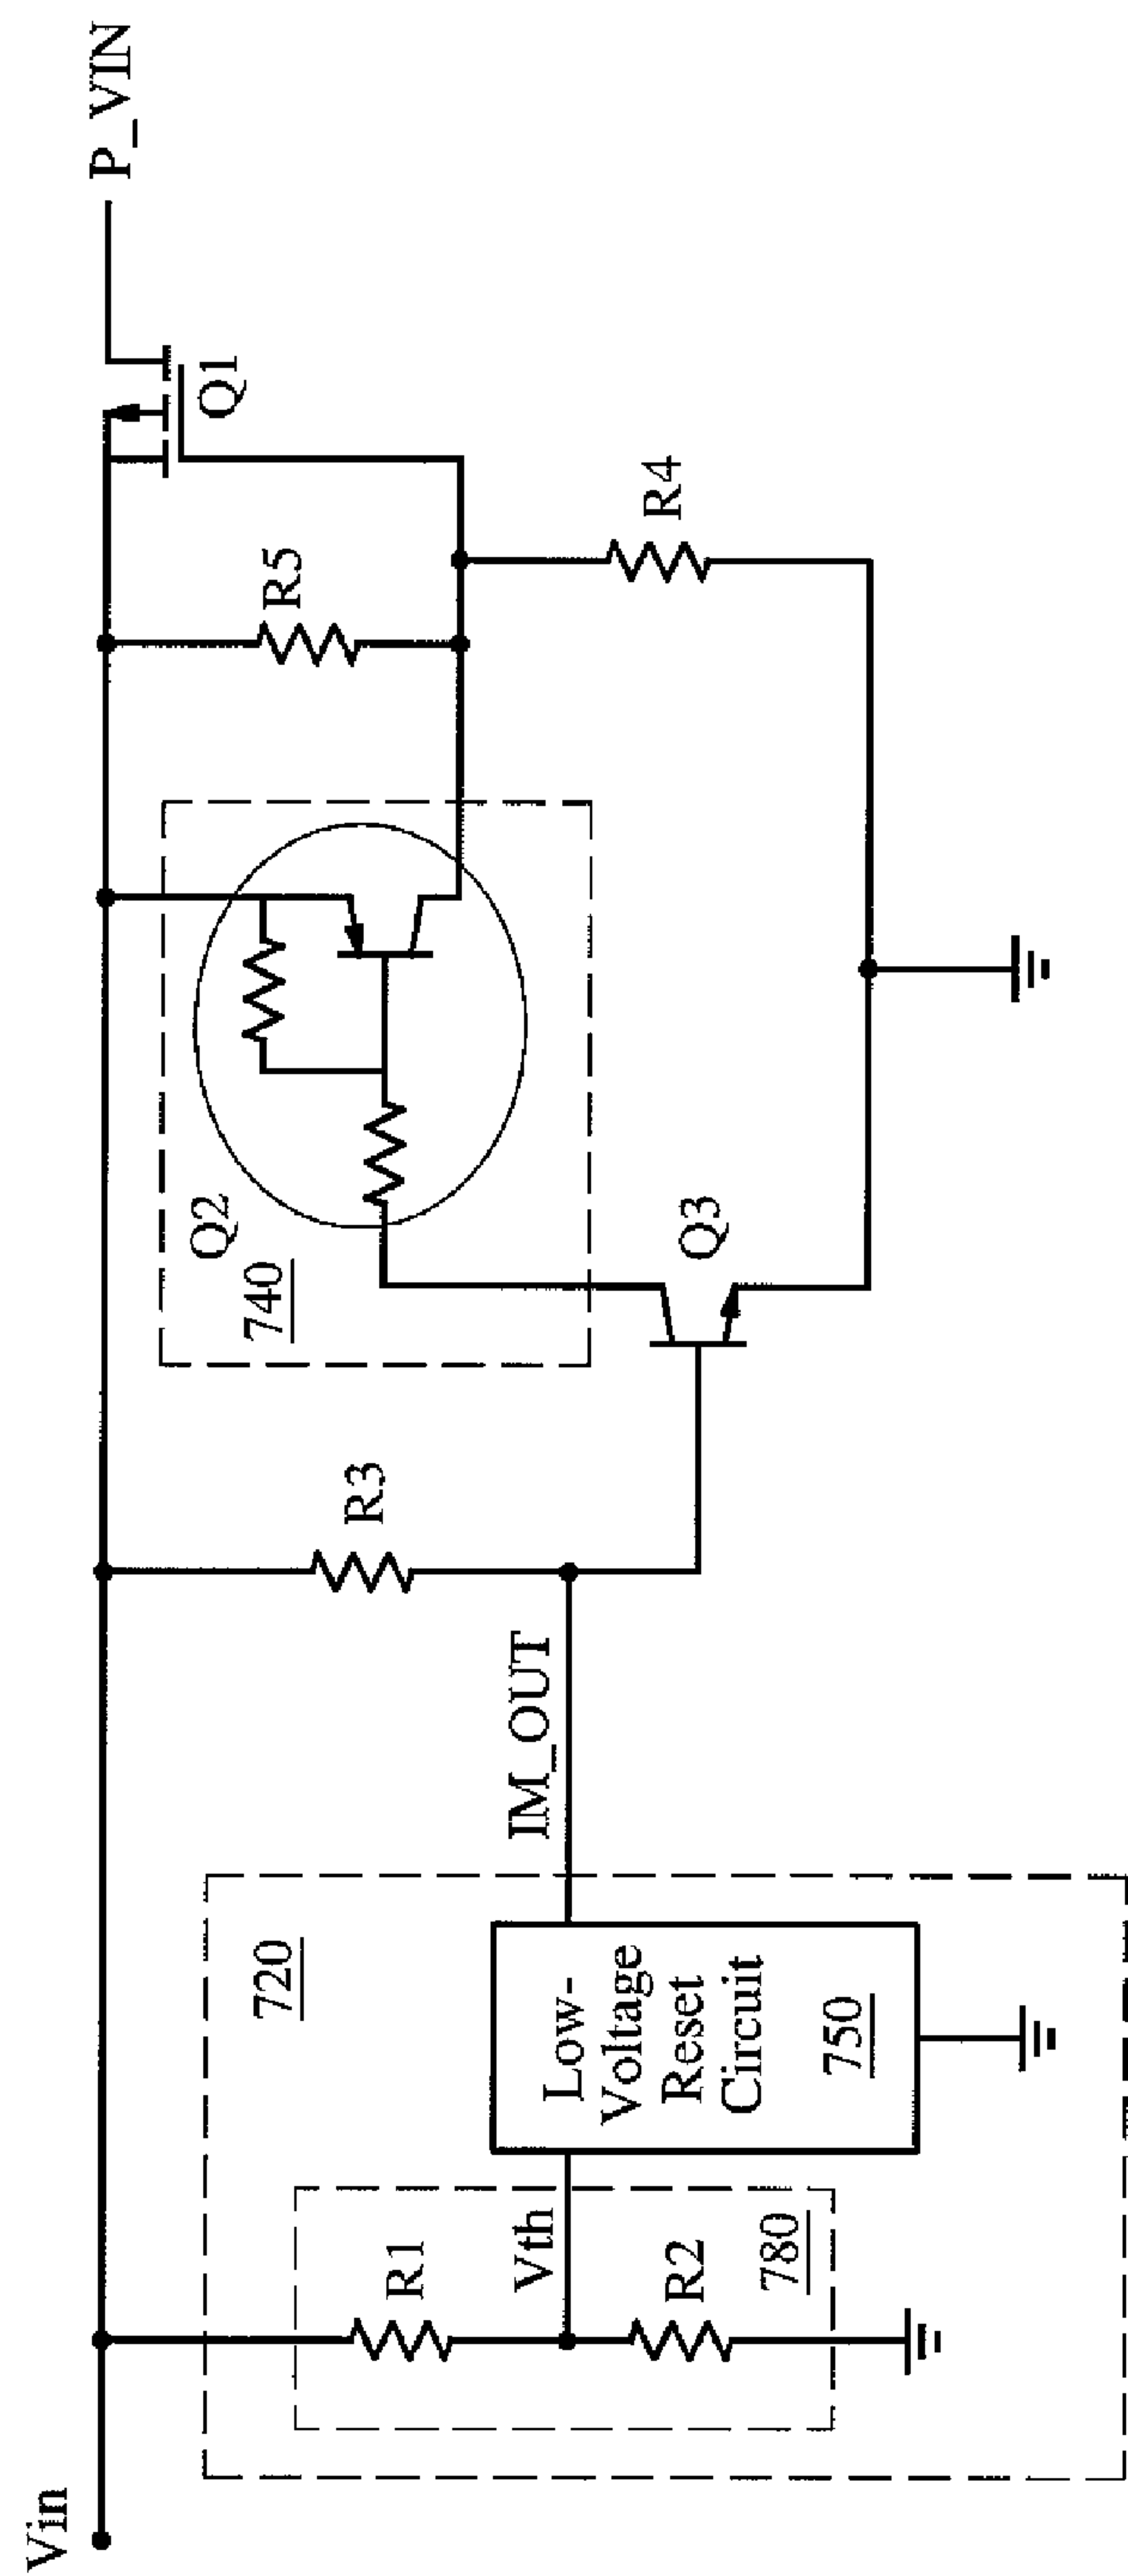 Vin
P_VIN
Q1
R5
R4
Q2
740
Q3
R3
IM_OUT
720
Low-
Voltage
Reset
Circuit
750
R1
Vth
R2
780